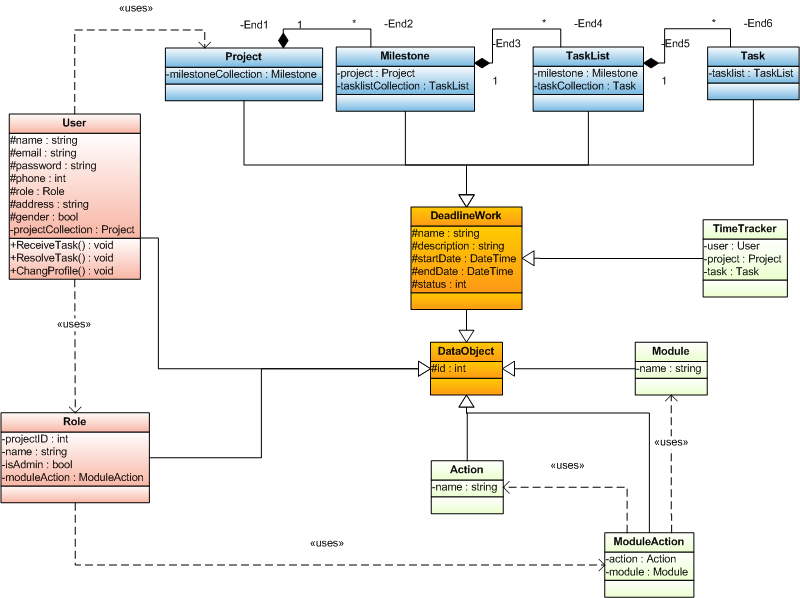 «uses»
-End1
1
*
-End2
-End3
1
*
-End4
-End5
1
*
-End6
Project
-milestoneCollection : Milestone
Milestone
-project : Project
-tasklistCollection : TaskList
TaskList
-milestone : Milestone
-taskCollection : Task
Task
-tasklist : TaskList
User
#name : string
#email : string
#password : string
#phone : int
#role : Role
#address : string
#gender : bool
-projectCollection : Project
+ReceiveTask() : void
+ResolveTask() : void
+ChangProfile() : void
DeadlineWork
#name : string
#description : string
#startDate : DateTime
#endDate : DateTime
#status : int
TimeTracker
-user : User
-project : Project
-task : Task
«uses»
DataObject
#id : int
Module
-name : string
Role
-projectID : int
-name : string
-isAdmin : bool
-moduleAction : ModuleAction
Action
-name : string
«uses»
«uses»
«uses»
ModuleAction
-action : Action
-module : Module